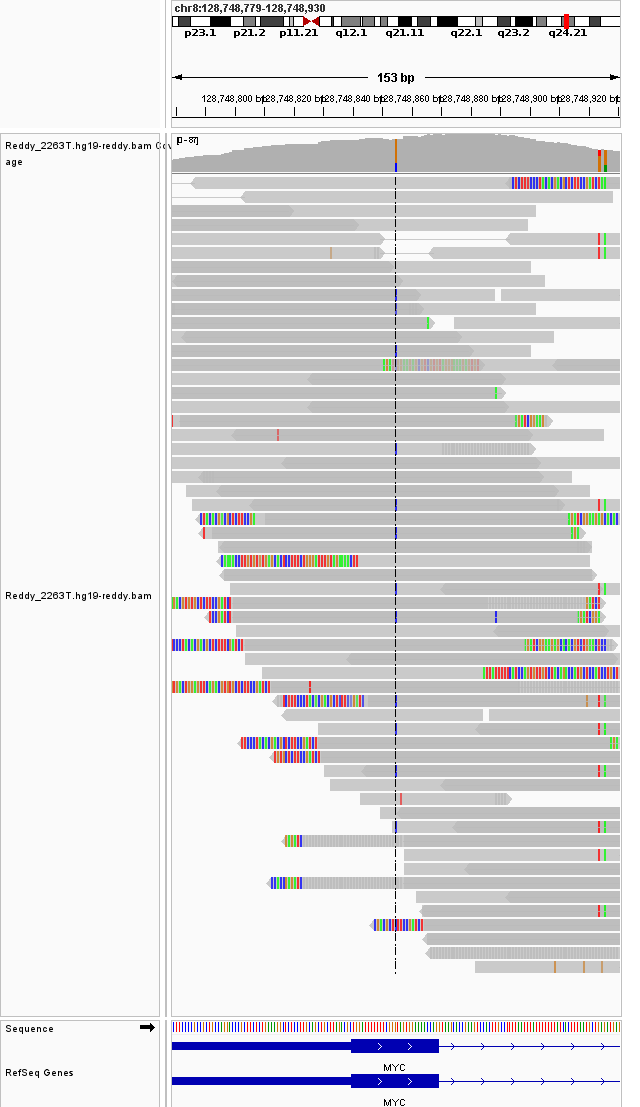 chr8:128,748,779-128,748,930
p23.1 p21.2 p11.21 q12.1 q21.11 q22.1 q23.2 q24.21
153 bp
128,748,800 bp 128,748,820 bp 128,748,840 bp 128,748,860 bp 128,748,880 bp 128,748,900 bp 128,748,920 bp
[0 - 87]
Reddy_2263T.hg19-reddy.bam Cov
age
Reddy_2263T.hg19-reddy.bam
Sequence
MYC
RefSeq Genes
MYC